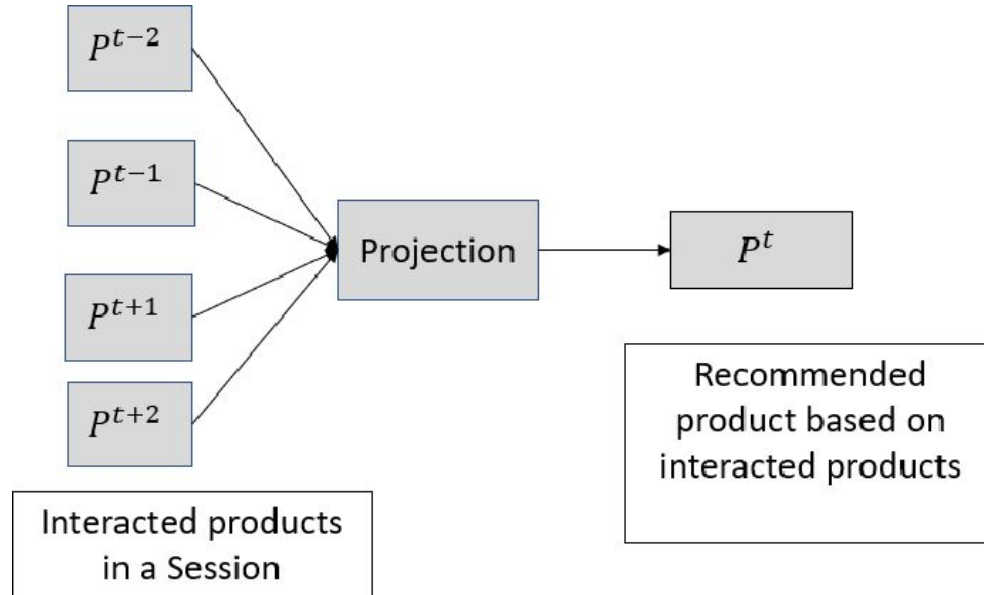 P^{t−2}
P^{t−1}
P^{t+1}
P^{t+2}
Projection
P^{t}
Interacted products
in a Session
Recommended
product based on
interacted products